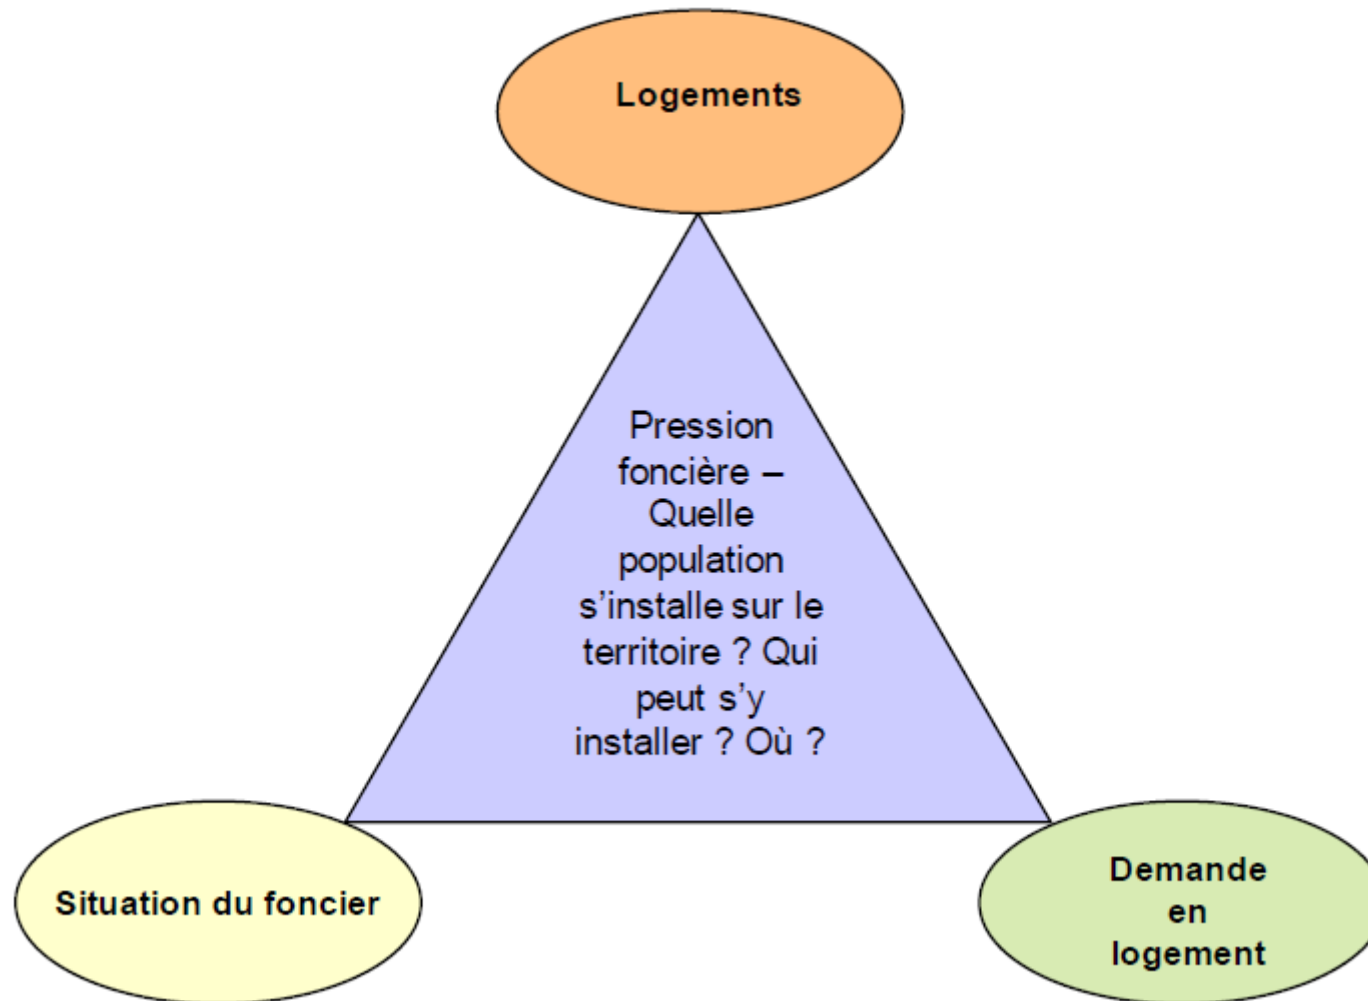 Logements
Pression
foncière –
Quelle
population
s’installe sur le
territoire ? Qui
peut s’y
installer ? Où ?
Situation du foncier
Demande
en
logement